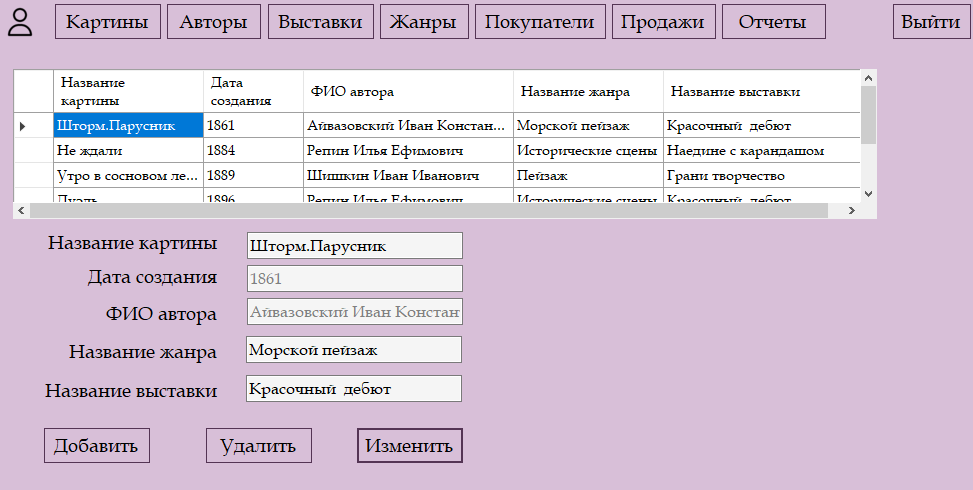 Картины Авторы Выставки Жанры Покупатели Продажи Отчеты Выйти
Название картины Дата создания ФИО автора Название жанра Название выставки
Шторм.Парусник 1861 Айвазовский Иван Констан... Морской пейзаж Красочный  дебют
Не ждали 1884 Репин Илья Ефимович Исторические сцены Наедине с карандашом
Утро в сосновом ле... 1889 Шишкин Иван Иванович Пейзаж Грани творчество
Дуэль 1896 Репин Илья Ефимович Исторические сцены Красочный  дебют
Название картины Шторм.Парусник
Дата создания 1861
ФИО автора Айвазовский Иван Констан
Название жанра Морской пейзаж
Название выставки Красочный  дебют
Добавить Удалить Изменить